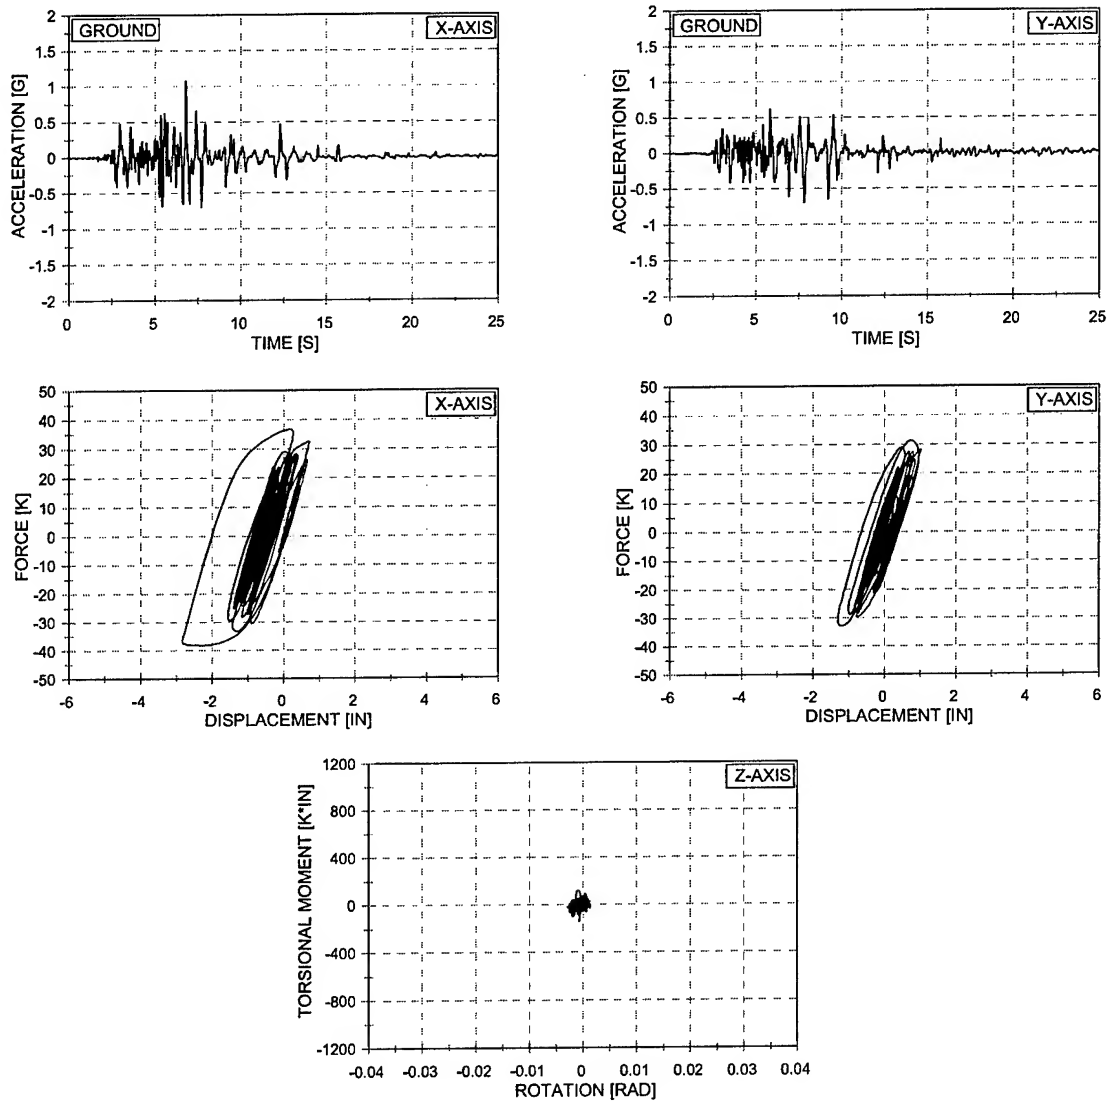 GROUND X-AXIS
2
1.5
1
0.5
0
-0.5
-1
-1.5
-2
ACCELERATION [G]
0 5 10 15 20 25
TIME [S]
GROUND Y-AXIS
2
1.5
1
0.5
0
-0.5
-1
-1.5
-2
ACCELERATION [G]
0 5 10 15 20 25
TIME [S]
X-AXIS
50
40
30
20
10
0
-10
-20
-30
-40
-50
FORCE [K]
-6 -4 -2 0 2 4 6
DISPLACEMENT [IN]
Y-AXIS
50
40
30
20
10
0
-10
-20
-30
-40
-50
FORCE [K]
-6 -4 -2 0 2 4 6
DISPLACEMENT [IN]
Z-AXIS
1200
800
400
0
-400
-800
-1200
TORSIONAL MOMENT [K*IN]
-0.04 -0.03 -0.02 -0.01 0 0.01 0.02 0.03 0.04
ROTATION [RAD]